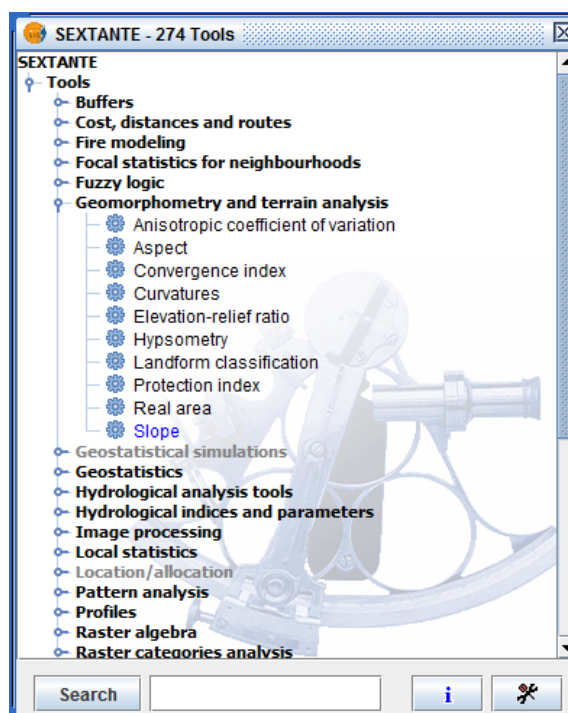 SEXTANTE - 274 Tools
SEXTANTE
Tools
Buffers
Cost, distances and routes
Fire modeling
Focal statistics for neighbourhoods
Fuzzy logic
Geomorphometry and terrain analysis
Anisotropic coefficient of variation
Aspect
Convergence index
Curvatures
Elevation-relief ratio
Hypsometry
Landform classification
Protection index
Real area
Slope
Geostatistical simulations
Geostatistics
Hydrological analysis tools
Hydrological indices and parameters
Image processing
Local statistics
Location/allocation
Pattern analysis
Profiles
Raster algebra
Raster categories analysis
Search
i